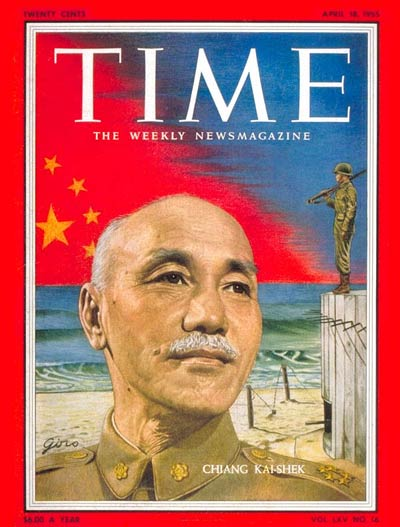 TWENTY CENTS
APRIL 18, 1955
TIME
THE WEEKLY NEWSMAGAZINE
Giro
CHIANG KAI-SHEK
$6.00 A YEAR
VOL. LXV NO. 16